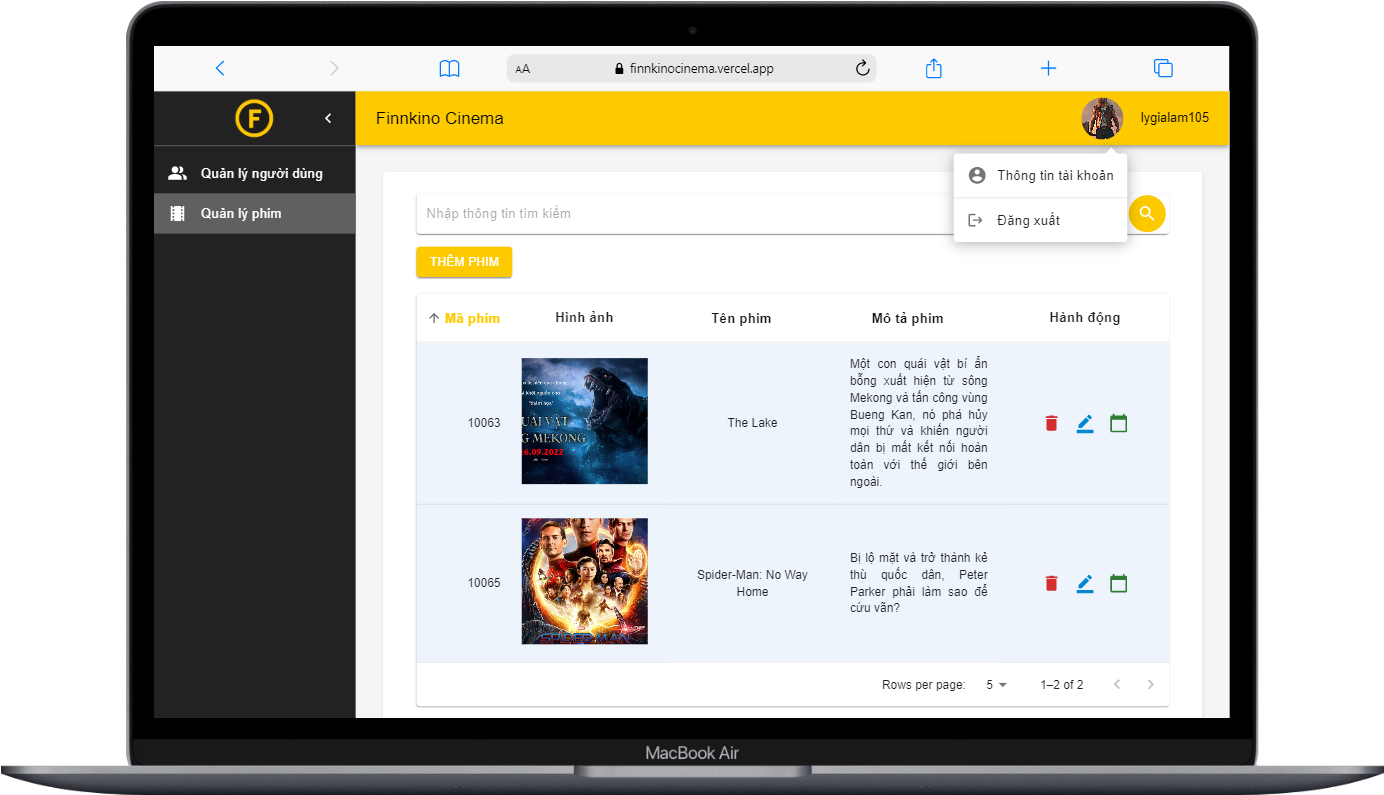 AA
finnkinocinema.vercel.app
F
Finnkino Cinema
lygialam105
Quản lý người dùng
Quản lý phim
Thông tin tài khoản
Đăng xuất
Nhập thông tin tìm kiếm
THÊM PHIM
Mã phim
Hình ảnh
Tên phim
Mô tả phim
Hành động
10063
UÁI VẬT
G MEKONG
16.09.2022
The Lake
Một con quái vật bí ẩn
bỗng xuất hiện từ sông
Mekong và tấn công vùng
Bueng Kan, nó phá hủy
mọi thứ và khiến người
dân bị mất kết nối hoàn
toàn với thế giới bên
ngoài.
10065
SPIDER-MAN
Spider-Man: No Way
Home
Bị lộ mặt và trở thành kẻ
thù quốc dân, Peter
Parker phải làm sao để
cứu vãn?
Rows per page:
5
1–2 of 2
MacBook Air